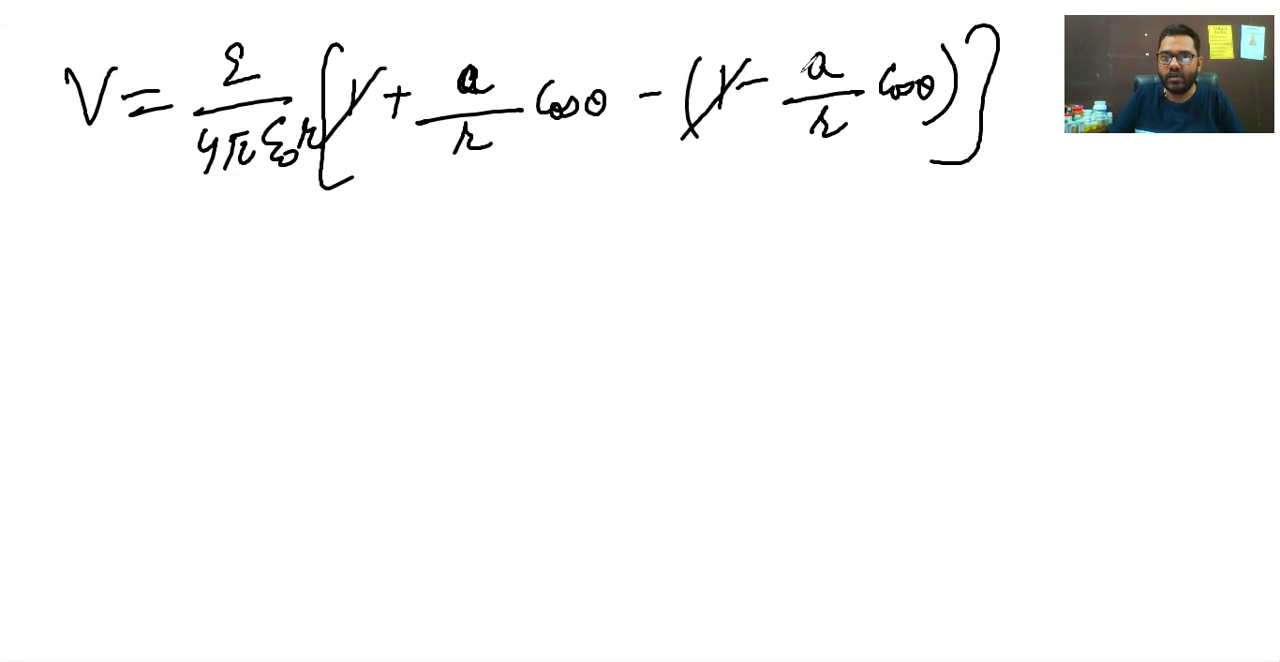 V = q/(4πε₀r) [1 + a/r cosθ - (1 - a/r cosθ)]